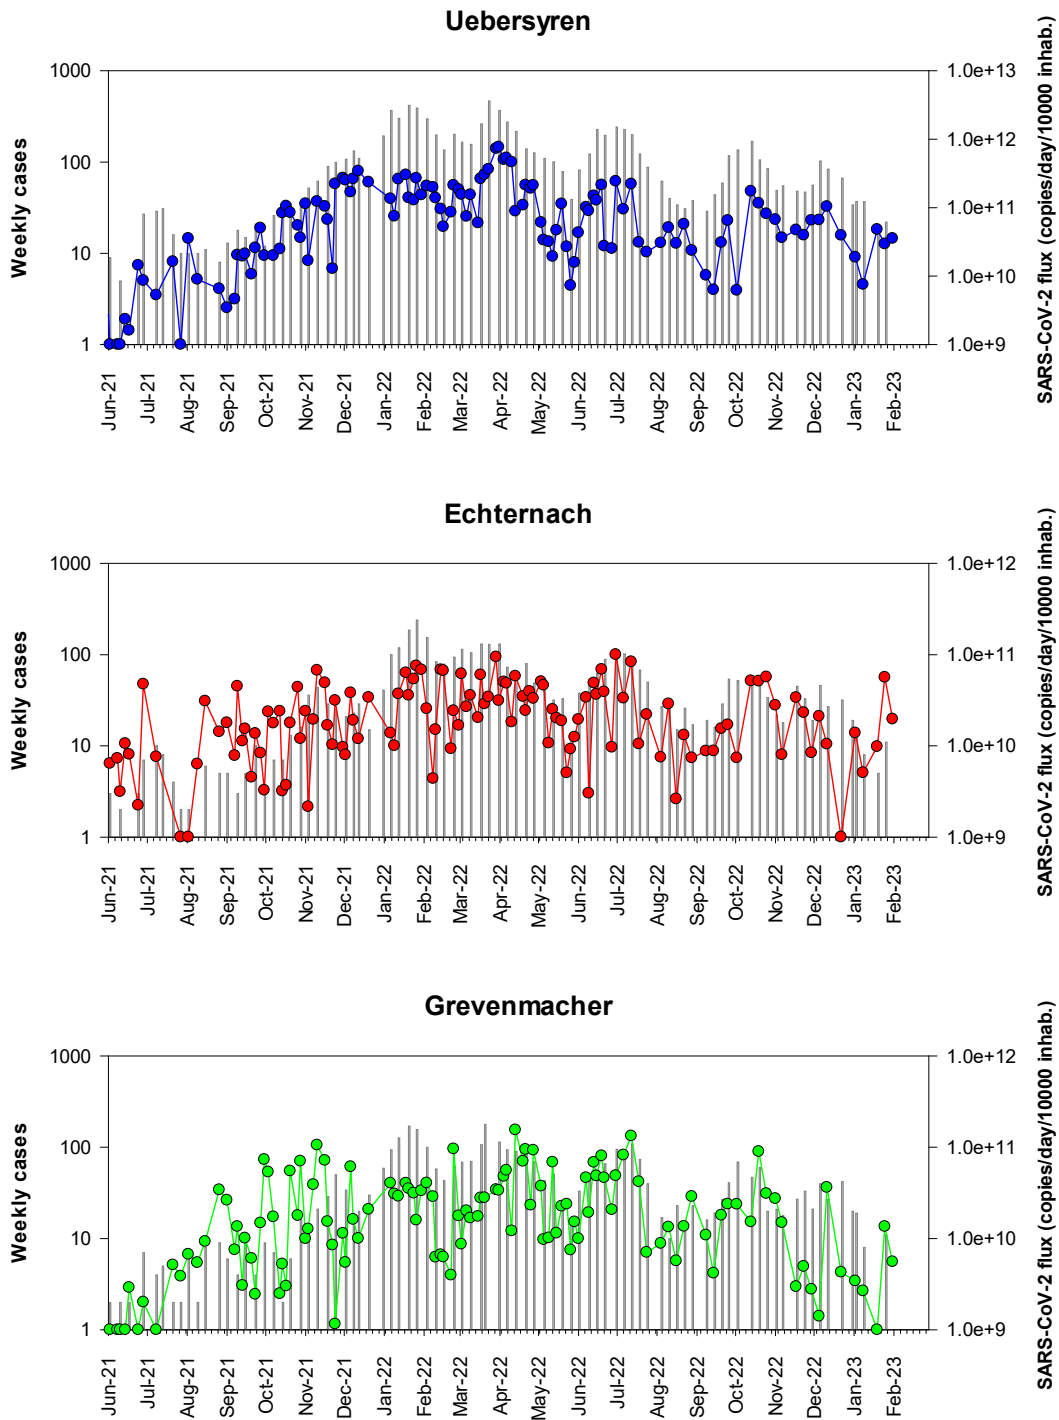 Uebersyren
Weekly cases
1000
100
10
1
1.0e+13
1.0e+12
1.0e+11
1.0e+10
1.0e+9
SARS-CoV-2 flux (copies/day/10000 inhab.)
Jun-21
Jul-21
Aug-21
Sep-21
Oct-21
Nov-21
Dec-21
Jan-22
Feb-22
Mar-22
Apr-22
May-22
Jun-22
Jul-22
Aug-22
Sep-22
Oct-22
Nov-22
Dec-22
Jan-23
Feb-23
Echternach
Weekly cases
1000
100
10
1
1.0e+12
1.0e+11
1.0e+10
1.0e+9
SARS-CoV-2 flux (copies/day/10000 inhab.)
Jun-21
Jul-21
Aug-21
Sep-21
Oct-21
Nov-21
Dec-21
Jan-22
Feb-22
Mar-22
Apr-22
May-22
Jun-22
Jul-22
Aug-22
Sep-22
Oct-22
Nov-22
Dec-22
Jan-23
Feb-23
Grevenmacher
Weekly cases
1000
100
10
1
1.0e+12
1.0e+11
1.0e+10
1.0e+9
SARS-CoV-2 flux (copies/day/10000 inhab.)
Jun-21
Jul-21
Aug-21
Sep-21
Oct-21
Nov-21
Dec-21
Jan-22
Feb-22
Mar-22
Apr-22
May-22
Jun-22
Jul-22
Aug-22
Sep-22
Oct-22
Nov-22
Dec-22
Jan-23
Feb-23